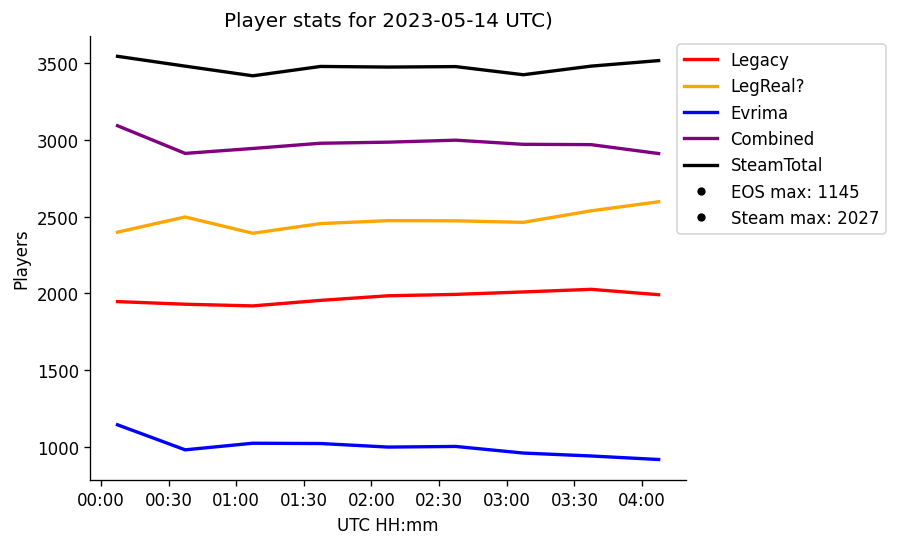 Player stats for 2023-05-14 UTC)
3500
3000
2500
2000
1500
1000
Players
00:00 00:30 01:00 01:30 02:00 02:30 03:00 03:30 04:00
UTC HH:mm
Legacy
LegReal?
Evrima
Combined
SteamTotal
EOS max: 1145
Steam max: 2027